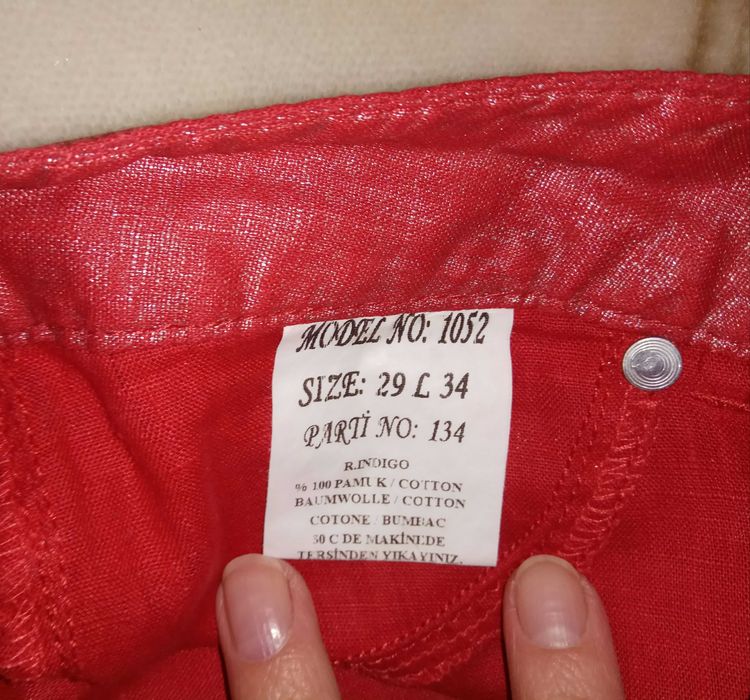 MODEL NO: 1052
SIZE: 29 L 34
PARTİ NO: 134
R.INDIGO
% 100 PAMUK / COTTON
BAUMWOLLE / COTTON
COTONE / BUMBAC
30 C DE MAKİNEDE
TERSİNDEN YIKAYINIZ.